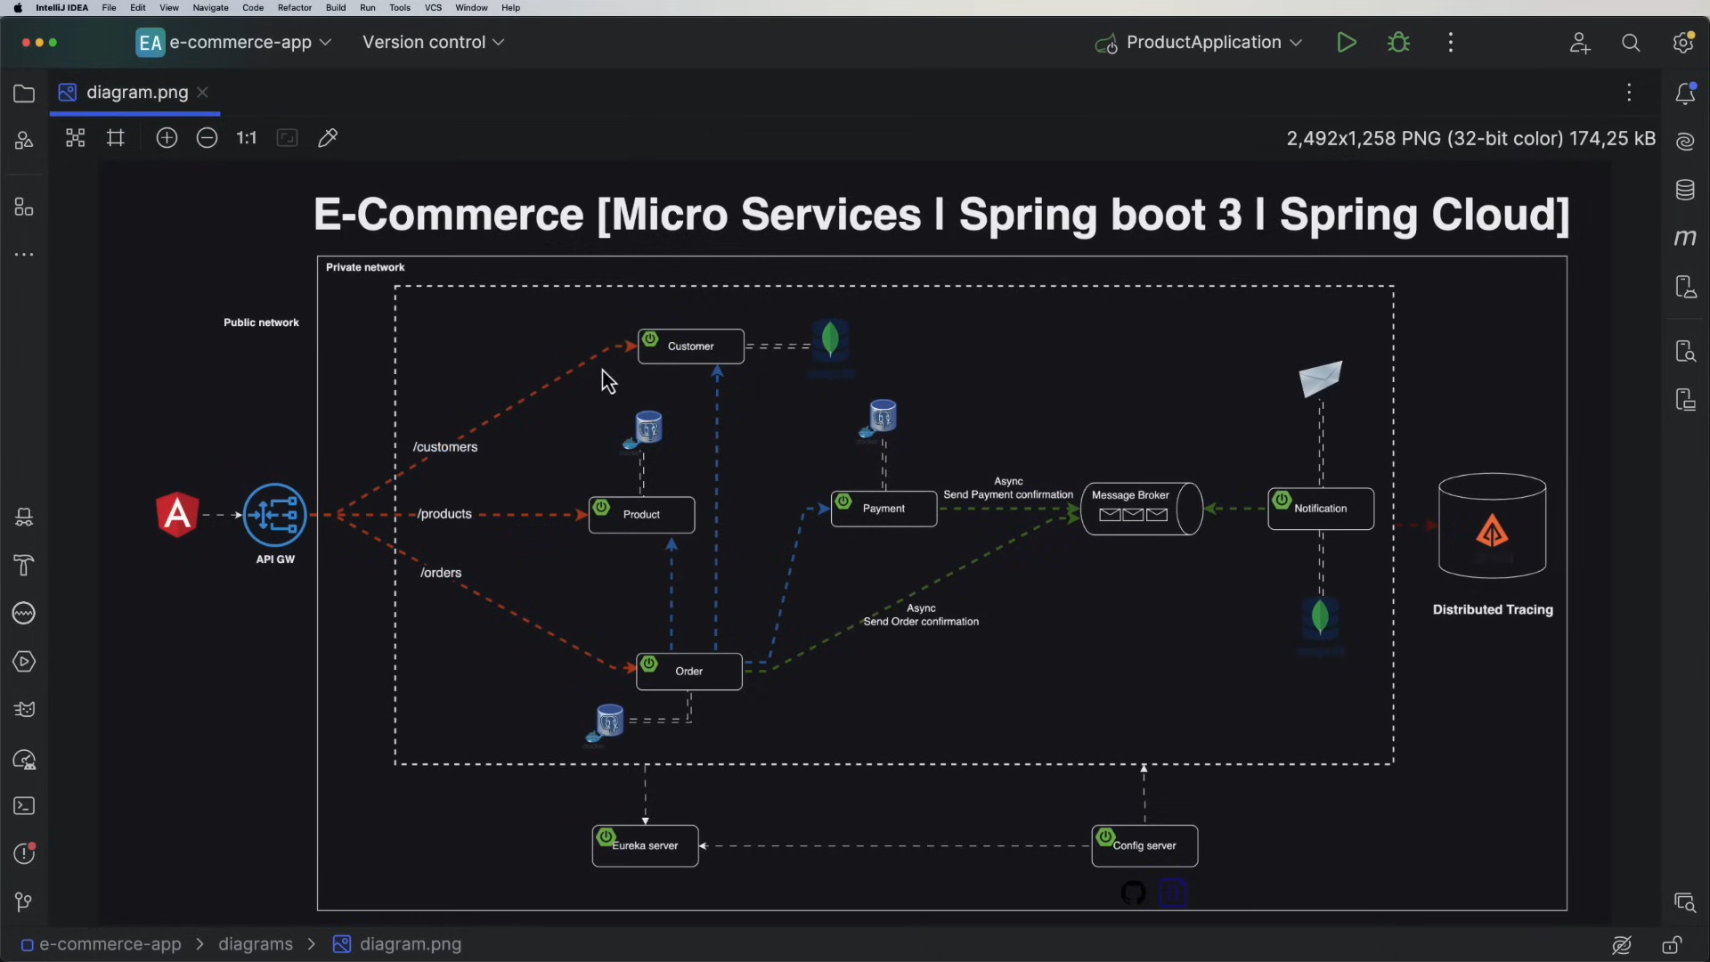 IntelliJ IDEA File Edit View Navigate Code Refactor Build Run Tools VCS Window Help
EA e-commerce-app Version control ProductApplication
diagram.png
1:1 2,492x1,258 PNG (32-bit color) 174,25 kB
E-Commerce [Micro Services | Spring boot 3 | Spring Cloud]
Private network
Public network
Customer
/customers
Async
Send Payment confirmation
Message Broker
/products
Product
Payment
Notification
API GW
/orders
Async
Send Order confirmation
Distributed Tracing
Order
Eureka server
Config server
e-commerce-app > diagrams > diagram.png